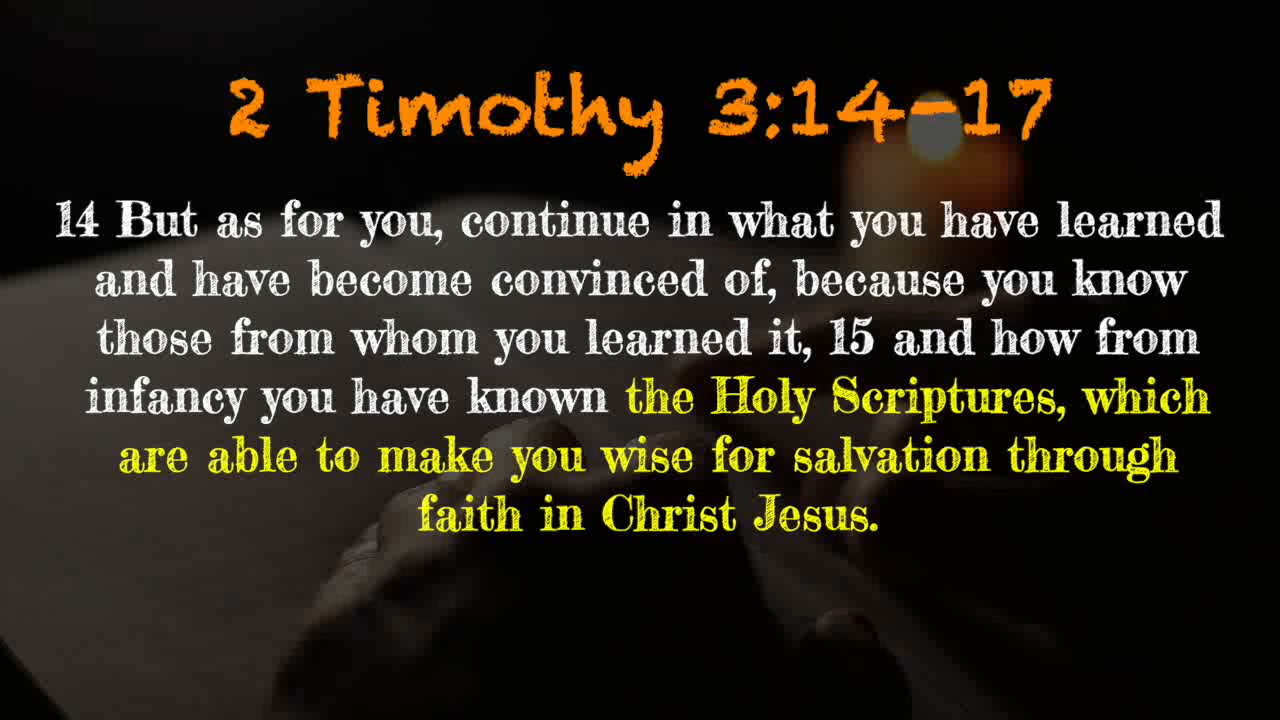 2 Timothy 3:14-17
14 But as for you, continue in what you have learned
and have become convinced of, because you know
those from whom you learned it, 15 and how from
infancy you have known the Holy Scriptures, which
are able to make you wise for salvation through
faith in Christ Jesus.